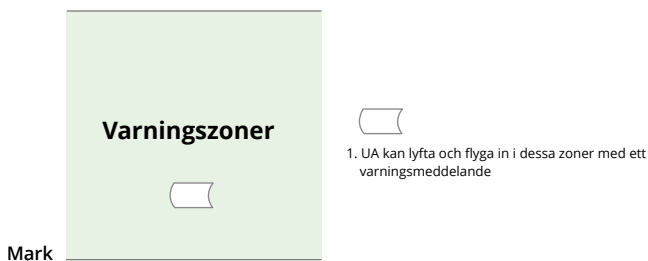 Varningszoner
1. UA kan lyfta och flyga in i dessa zoner med ett
varningsmeddelande
Mark